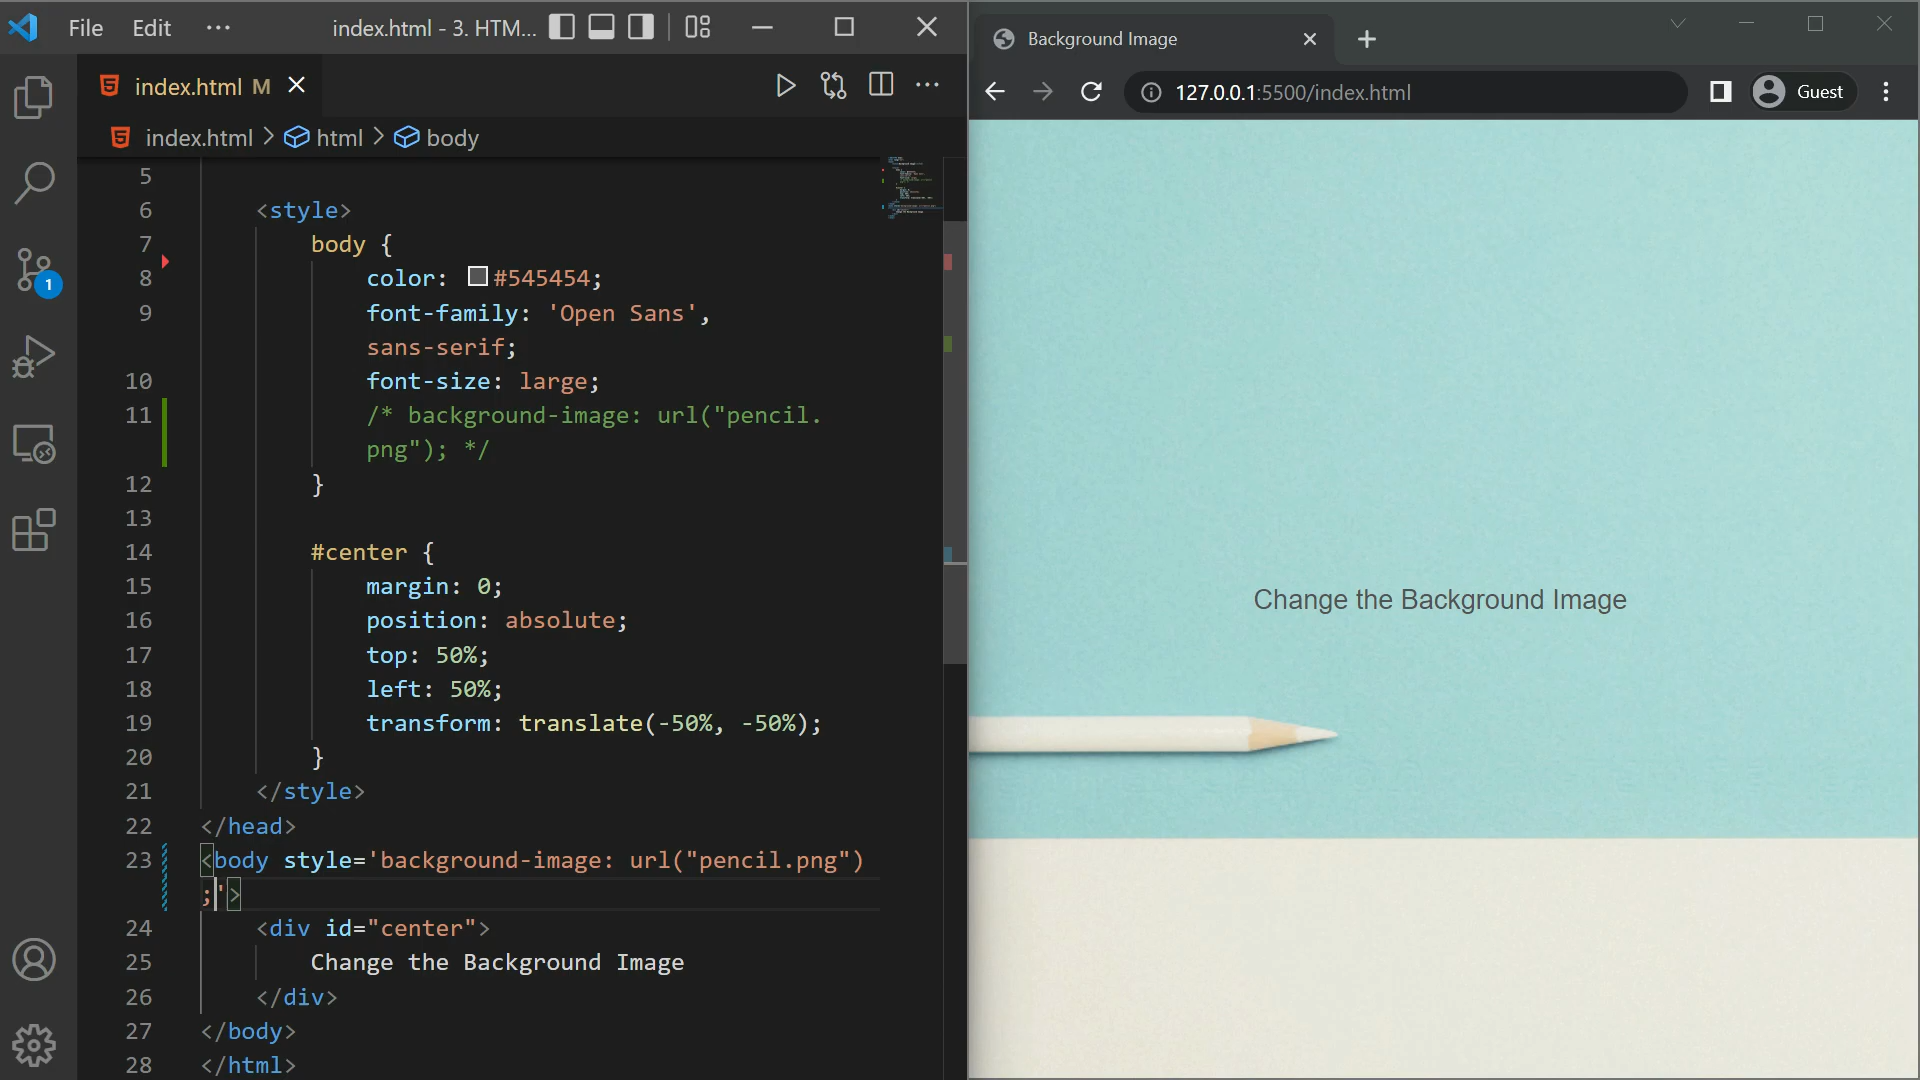 File Edit ··· index.html - 3. HTM...
index.html M
index.html > html > body
5
6 <style>
7 body {
8 color: #545454;
9 font-family: 'Open Sans',
sans-serif;
10 font-size: large;
11 /* background-image: url("pencil.
png"); */
12 }
13
14 #center {
15 margin: 0;
16 position: absolute;
17 top: 50%;
18 left: 50%;
19 transform: translate(-50%, -50%);
20 }
21 </style>
22 </head>
23 <body style='background-image: url("pencil.png")
;'>
24 <div id="center">
25 Change the Background Image
26 </div>
27 </body>
28 </html>
1
Background Image
127.0.0.1:5500/index.html
Guest
Change the Background Image